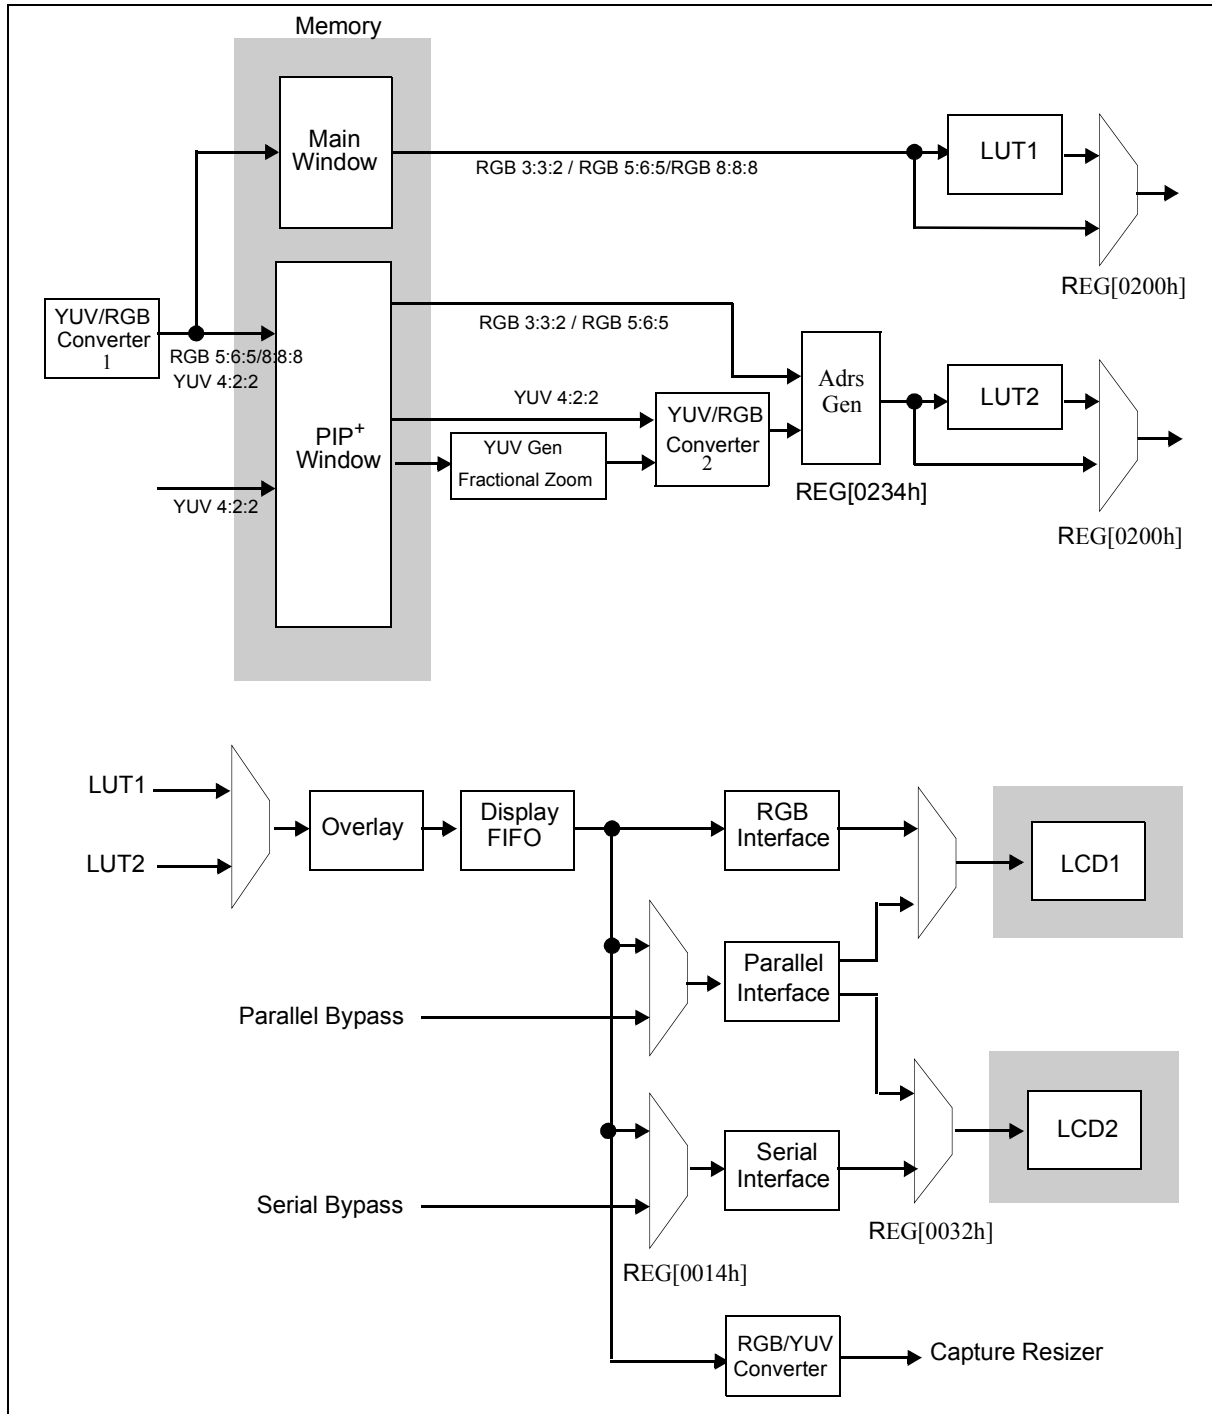 Memory
Main
Window
RGB 3:3:2 / RGB 5:6:5/RGB 8:8:8
LUT1
REG[0200h]
YUV/RGB
Converter
1
RGB 5:6:5/8:8:8
YUV 4:2:2
YUV 4:2:2
PIP+
Window
RGB 3:3:2 / RGB 5:6:5
YUV 4:2:2
YUV Gen
Fractional Zoom
YUV/RGB
Converter
2
Adrs
Gen
REG[0234h]
LUT2
REG[0200h]
LUT1
LUT2
Overlay
Display
FIFO
RGB
Interface
LCD1
Parallel Bypass
Parallel
Interface
Serial Bypass
Serial
Interface
LCD2
REG[0014h]
REG[0032h]
RGB/YUV
Converter
Capture Resizer